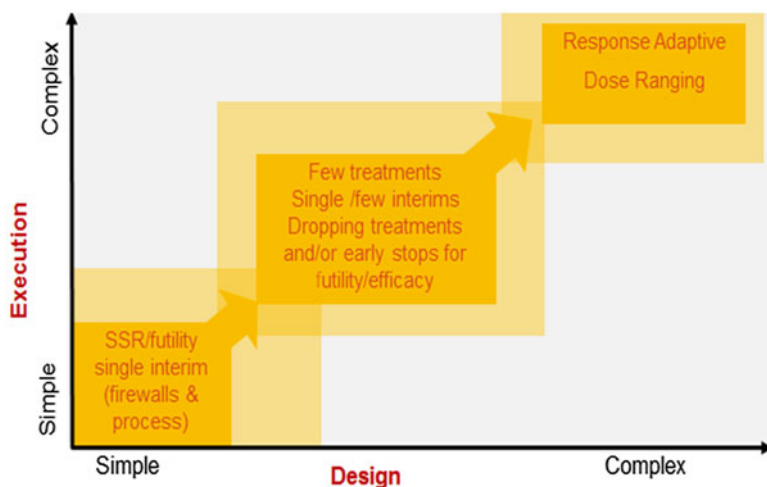 Complex
Execution
Simple
Response Adaptive
Dose Ranging
Few treatments
Single /few interims
Dropping treatments
and/or early stops for
futility/efficacy
SSR/futility
single interim
(firewalls &
process)
Simple
Design
Complex